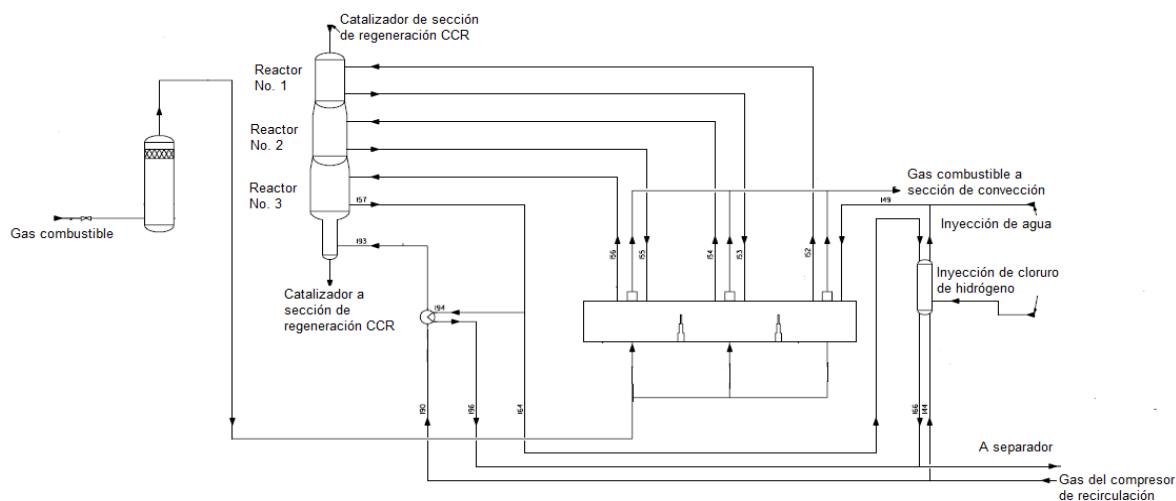 Catalizador de sección
de regeneración CCR
Reactor
No. 1
Reactor
No. 2
Reactor
No. 3
157
193
Gas combustible
Catalizador a
sección de
regeneración CCR
194
190
196
164
156
155
154
153
152
149
Gas combustible a
sección de convección
Inyección de agua
Inyección de cloruro
de hidrógeno
166
144
A separador
Gas del compresor
de recirculación